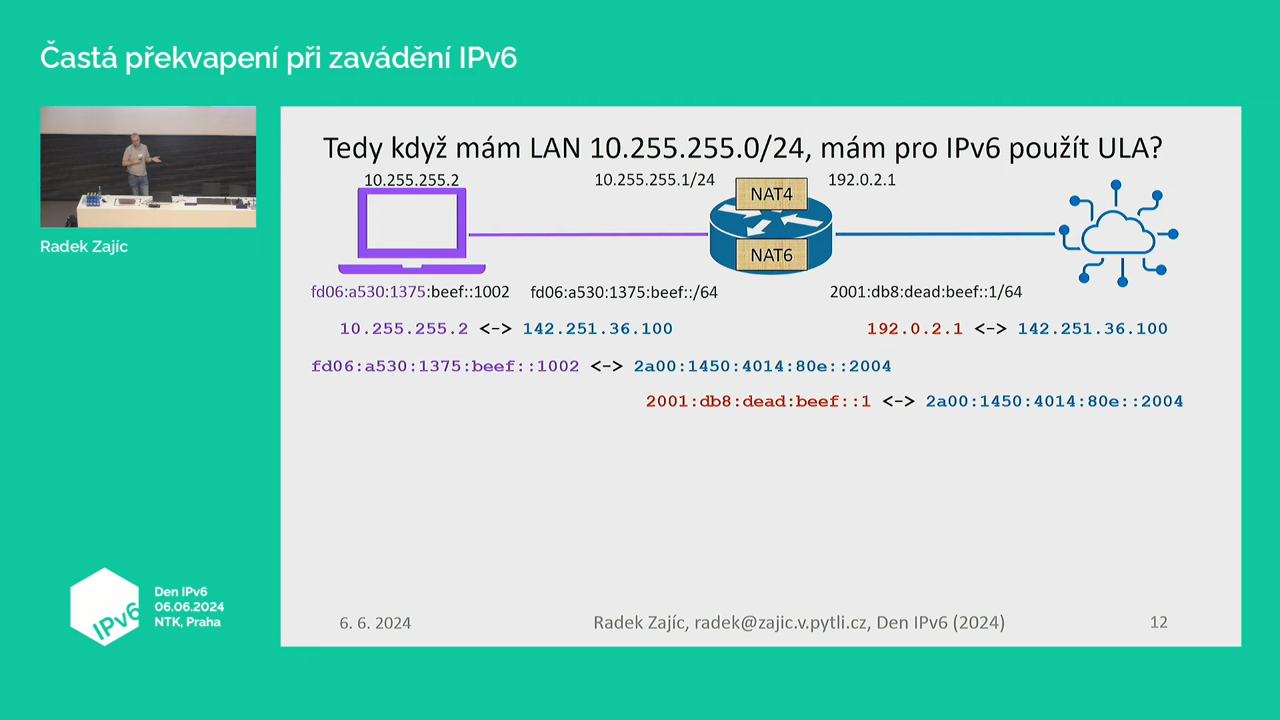 Častá překvapení při zavádění IPv6
Radek Zajíc
Tedy když mám LAN 10.255.255.0/24, mám pro IPv6 použít ULA?
10.255.255.2
10.255.255.1/24
NAT4
192.0.2.1
NAT6
fd06:a530:1375:beef::1002
fd06:a530:1375:beef::/64
2001:db8:dead:beef::1/64
10.255.255.2 <-> 142.251.36.100
192.0.2.1 <-> 142.251.36.100
fd06:a530:1375:beef::1002 <-> 2a00:1450:4014:80e::2004
2001:db8:dead:beef::1 <-> 2a00:1450:4014:80e::2004
6. 6. 2024
Radek Zajíc, radek@zajic.v.pytli.cz, Den IPv6 (2024)
12
IPv6
Den IPv6
06.06.2024
NTK, Praha